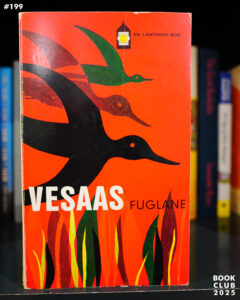 #199
EN LANTERNE-BOK
VESAAS FUGLANE
BOOK
CLUB
2025